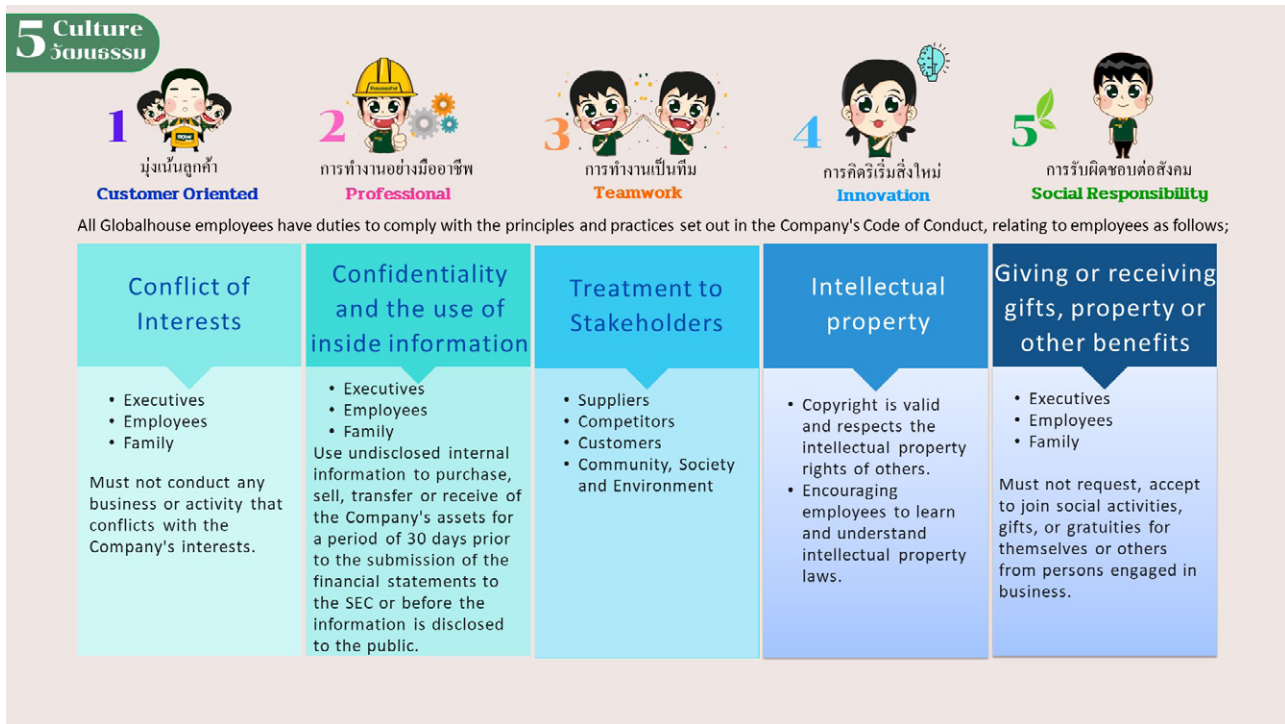 5 Culture
วัฒนธรรม
1
มุ่งเน้นลูกค้า
Customer Oriented
2
การทำงานอย่างมืออาชีพ
Professional
3
การทำงานเป็นทีม
Teamwork
4
การคิดริเริ่มสิ่งใหม่
Innovation
5
การรับผิดชอบต่อสังคม
Social Responsibility
All Globalhouse employees have duties to comply with the principles and practices set out in the Company's Code of Conduct, relating to employees as follows;
Conflict of
Interests
• Executives
• Employees
• Family
Must not conduct any
business or activity that
conflicts with the
Company's interests.
Confidentiality
and the use of
inside information
• Executives
• Employees
• Family
Use undisclosed internal
information to purchase,
sell, transfer or receive of
the Company's assets for
a period of 30 days prior
to the submission of the
financial statements to
the SEC or before the
information is disclosed
to the public.
Treatment to
Stakeholders
• Suppliers
• Competitors
• Customers
• Community, Society
and Environment
Intellectual
property
• Copyright is valid
and respects the
intellectual property
rights of others.
• Encouraging
employees to learn
and understand
intellectual property
laws.
Giving or receiving
gifts, property or
other benefits
• Executives
• Employees
• Family
Must not request, accept
to join social activities,
gifts, or gratuities for
themselves or others
from persons engaged in
business.